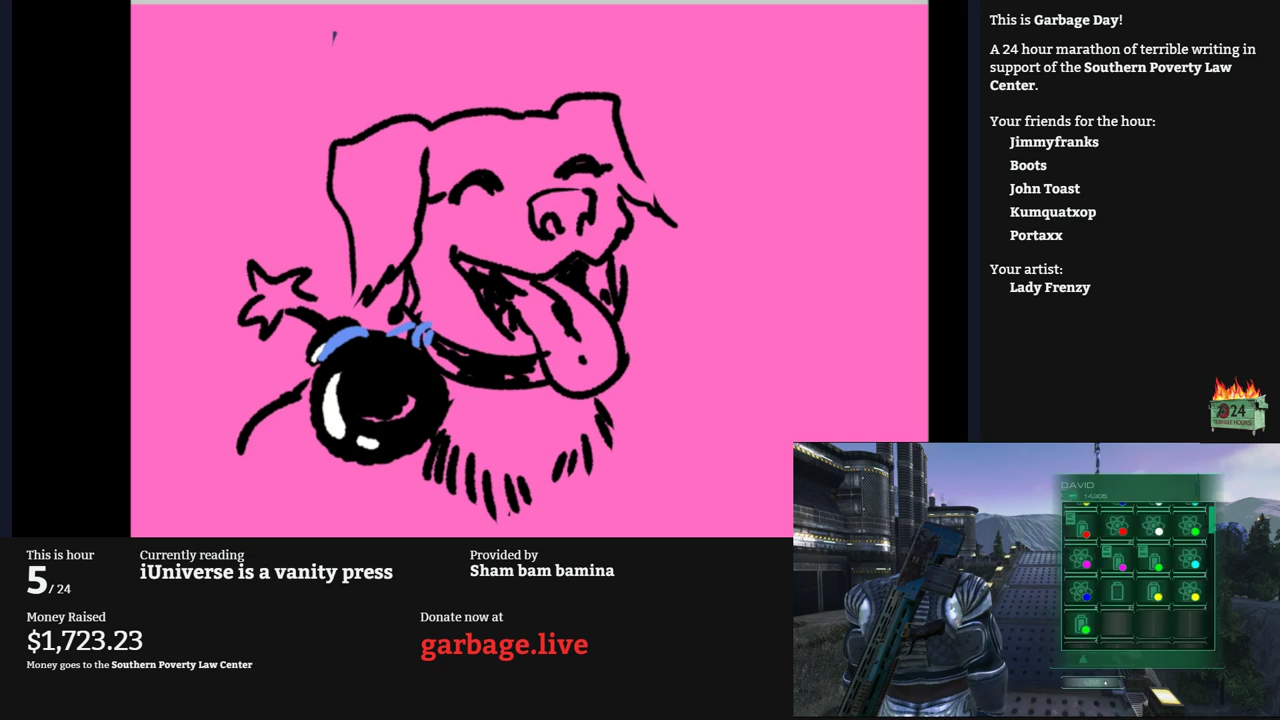 This is Garbage Day!
A 24 hour marathon of terrible writing in
support of the Southern Poverty Law
Center.
Your friends for the hour:
Jimmyfranks
Boots
John Toast
Kumquatxop
Portaxx
Your artist:
Lady Frenzy
24
TERRIBLE HOURS
DAVID
This is hour
5 / 24
Currently reading
iUniverse is a vanity press
Provided by
Sham bam bamina
Money Raised
$1,723.23
Money goes to the Southern Poverty Law Center
Donate now at
garbage.live